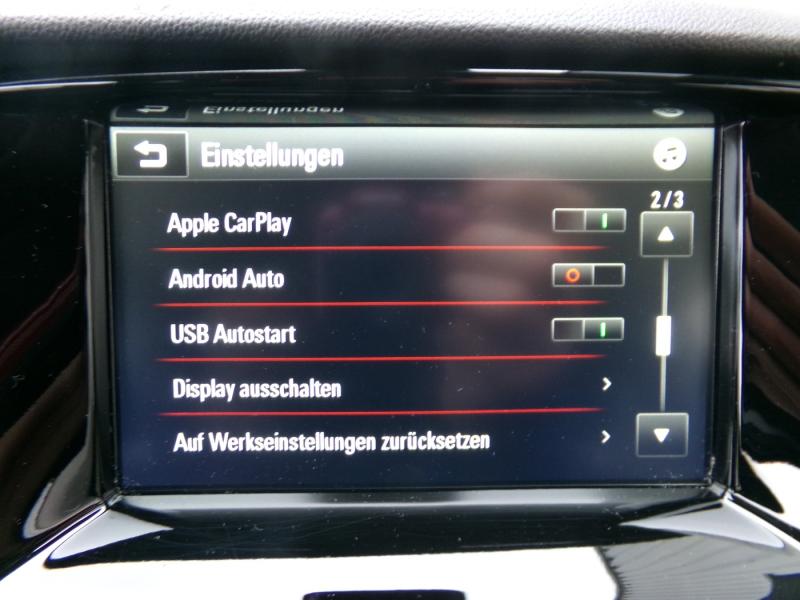 Einstellungen
2/3
Apple CarPlay
Android Auto
USB Autostart
Display ausschalten
Auf Werkseinstellungen zurücksetzen